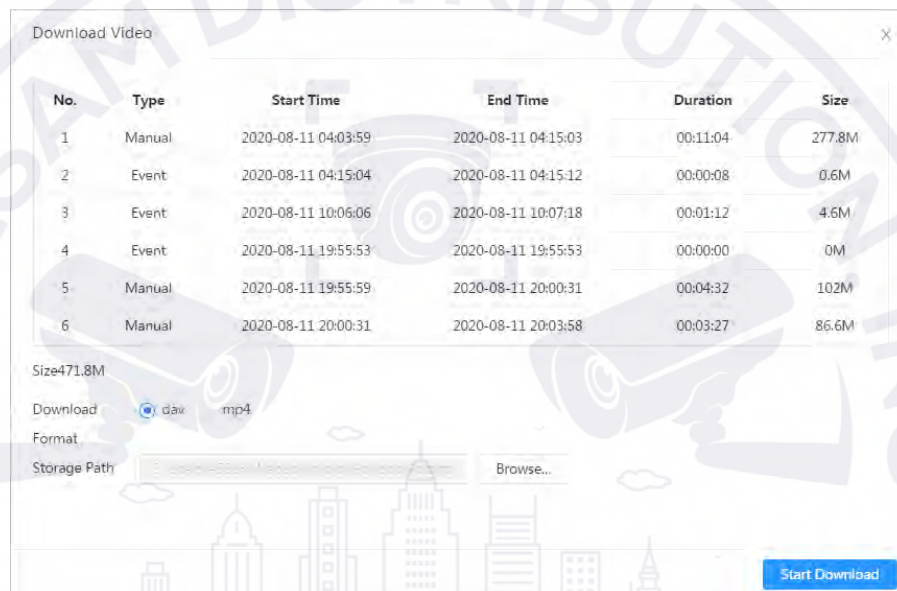 Download Video X
No. Type Start Time End Time Duration Size
1 Manual 2020-08-11 04:03:59 2020-08-11 04:15:03 00:11:04 277.8M
2 Event 2020-08-11 04:15:04 2020-08-11 04:15:12 00:00:08 0.6M
3 Event 2020-08-11 10:06:06 2020-08-11 10:07:18 00:01:12 4.6M
4 Event 2020-08-11 19:55:53 2020-08-11 19:55:53 00:00:00 0M
5 Manual 2020-08-11 19:55:59 2020-08-11 20:00:31 00:04:32 102M
6 Manual 2020-08-11 20:00:31 2020-08-11 20:03:58 00:03:27 86.6M
Size471.8M
Download dav mp4
Format
Storage Path Browse...
Start Download
DISTRIBUTION